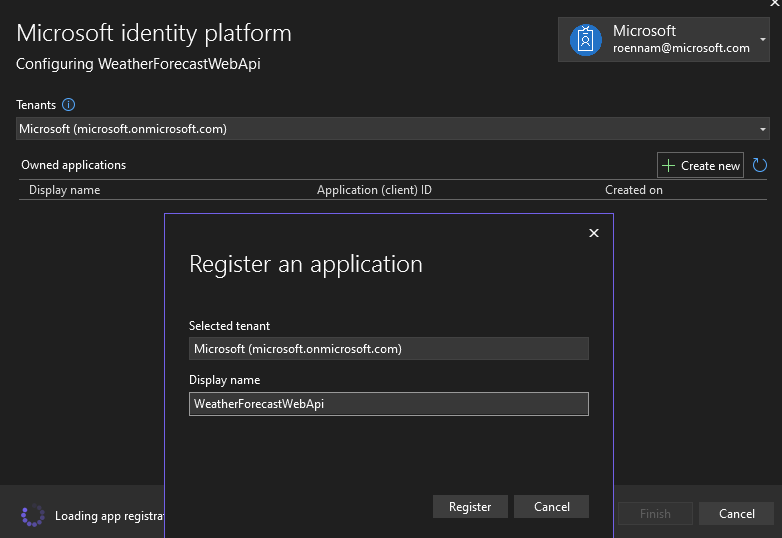 Microsoft identity platform
Configuring WeatherForecastWebApi
Microsoft
roennam@microsoft.com
Tenants
Microsoft (microsoft.onmicrosoft.com)
Owned applications
Create new
Display name Application (client) ID Created on
Register an application
Selected tenant
Microsoft (microsoft.onmicrosoft.com)
Display name
WeatherForecastWebApi
Register Cancel
Loading app registra
Finish Cancel